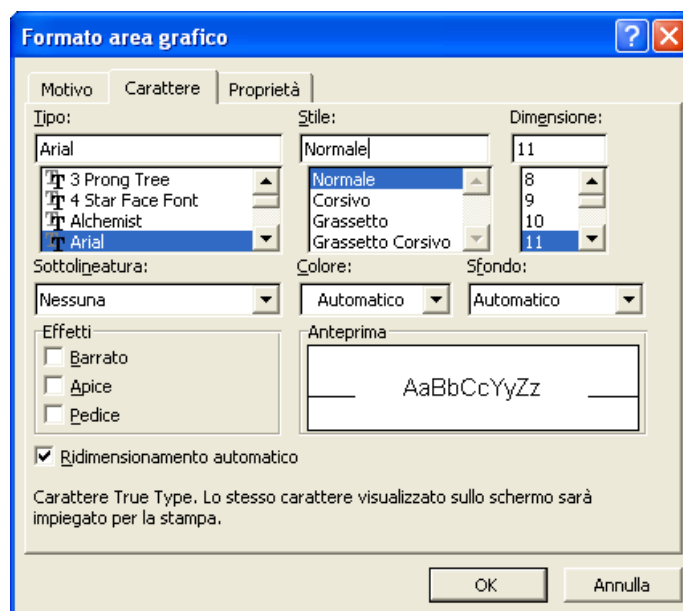 Formato area grafico
Motivo Carattere Proprietà
Tipo: Stile: Dimensione:
Arial Normale 11
3 Prong Tree Normale 8
4 Star Face Font Corsivo 9
Alchemist Grassetto 10
Arial Grassetto Corsivo 11
Sottolineatura: Colore: Sfondo:
Nessuna Automatico Automatico
Effetti Anteprima
Barrato
Apice AaBbCcYyZz
Pedice
Ridimensionamento automatico
Carattere True Type. Lo stesso carattere visualizzato sullo schermo sarà
impiegato per la stampa.
OK Annulla